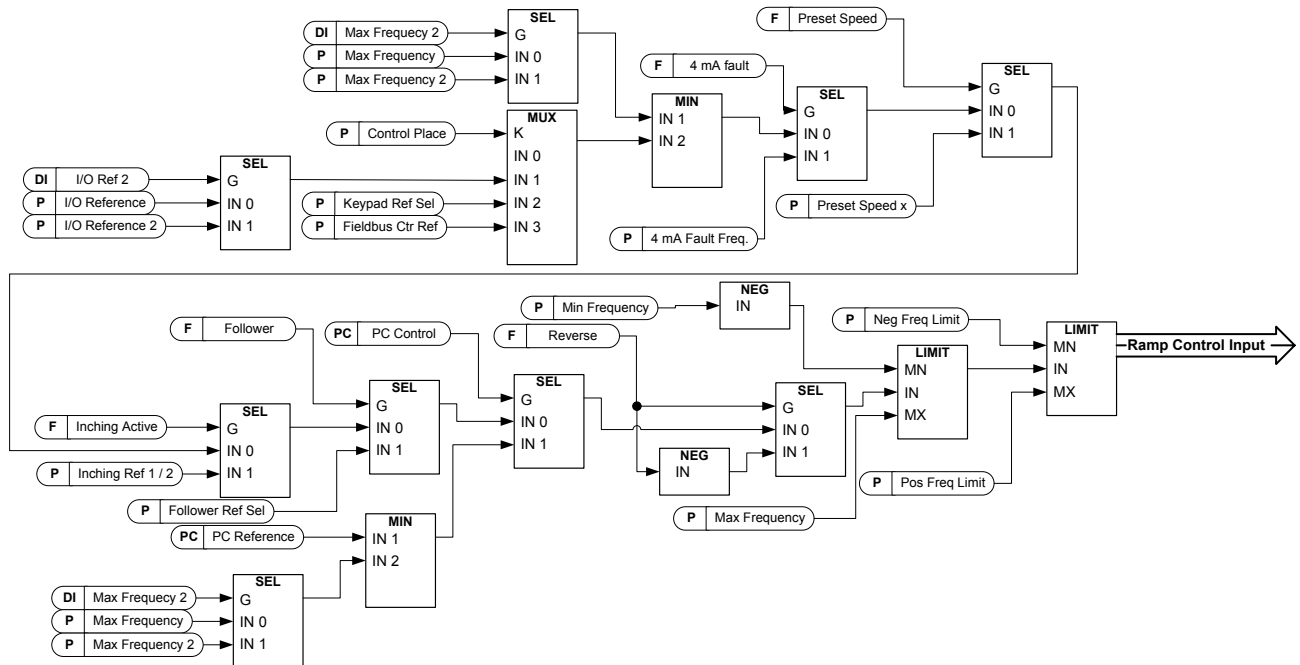 SEL
DI Max Frequecy 2
G
P Max Frequency
IN 0
P Max Frequency 2
IN 1
F Preset Speed
SEL
G
IN 0
IN 1
F 4 mA fault
SEL
G
IN 0
IN 1
MIN
IN 1
IN 2
MUX
P Control Place
K
IN 0
IN 1
P Keypad Ref Sel
IN 2
P Fieldbus Ctr Ref
IN 3
SEL
DI I/O Ref 2
G
P I/O Reference
IN 0
P I/O Reference 2
IN 1
P Preset Speed x
P 4 mA Fault Freq.
P Min Frequency
NEG
IN
F Follower
PC PC Control
F Reverse
P Neg Freq Limit
LIMIT
MN
IN
MX
Ramp Control Input
LIMIT
MN
IN
MX
SEL
G
IN 0
IN 1
SEL
G
IN 0
IN 1
SEL
G
IN 0
IN 1
SEL
F Inching Active
G
IN 0
P Inching Ref 1 / 2
IN 1
NEG
IN
P Pos Freq Limit
P Follower Ref Sel
P Max Frequency
MIN
PC PC Reference
IN 1
IN 2
SEL
DI Max Frequecy 2
G
P Max Frequency
IN 0
P Max Frequency 2
IN 1